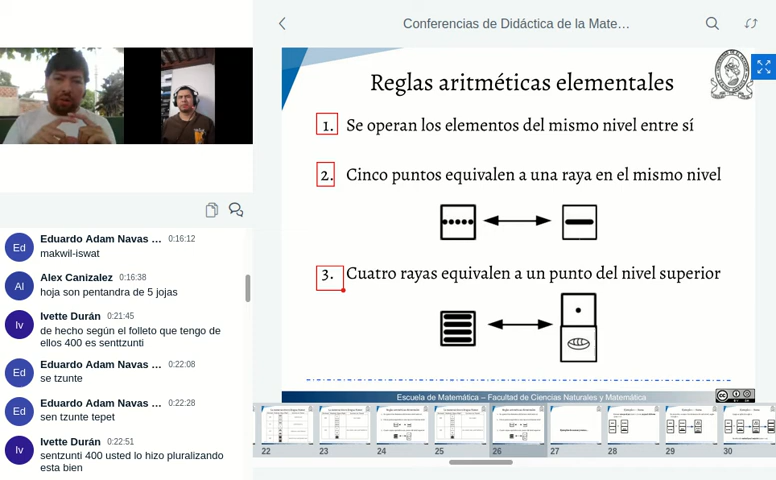 Conferencias de Didáctica de la Mate...
Reglas aritméticas elementales
1. Se operan los elementos del mismo nivel entre sí
2. Cinco puntos equivalen a una raya en el mismo nivel
3. Cuatro rayas equivalen a un punto del nivel superior
Escuela de Matemática – Facultad de Ciencias Naturales y Matemática
Ed Eduardo Adam Navas ... 0:16:12
makwil-iswat
Al Alex Canizalez 0:16:38
hoja son pentandra de 5 jojas
Iv Ivette Durán 0:21:45
de hecho según el folleto que tengo de
ellos 400 es senttzunti
Ed Eduardo Adam Navas ... 0:22:08
se tzunte
Ed Eduardo Adam Navas ... 0:22:28
sen tzunte tepet
Iv Ivette Durán 0:22:51
sentzunti 400 usted lo hizo pluralizando
esta bien
22 23 24 25 26 27 28 29 30